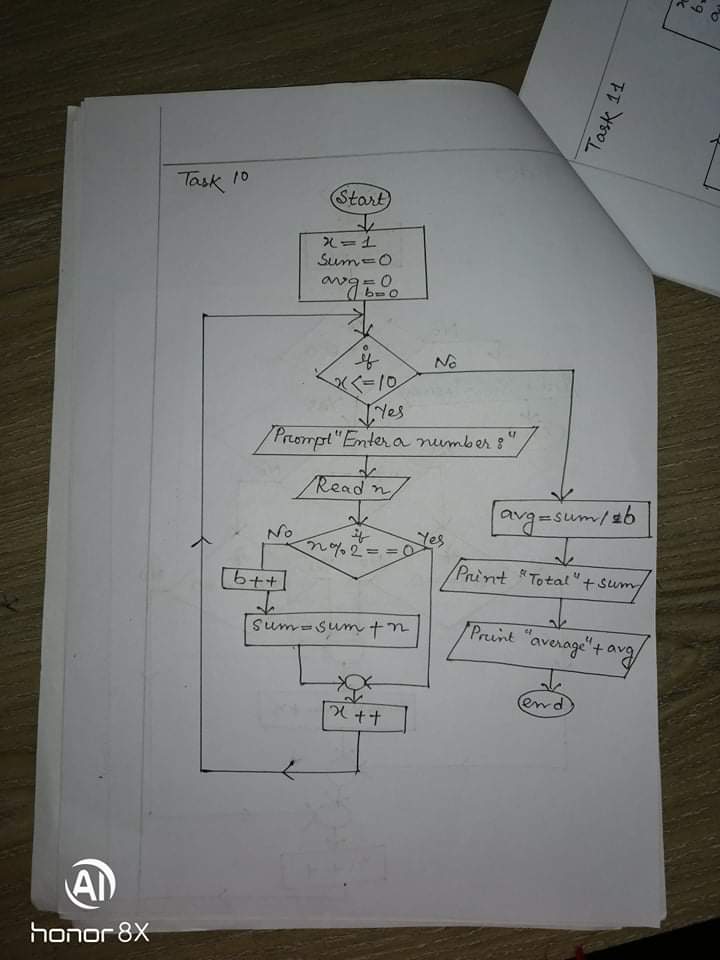 Task 10
Task 11
Start
x=1
sum=0
avg=0
b=0
if
x<=10
No
Yes
Prompt "Enter a number:"
Read n
if
n%2==0
No
Yes
b++
sum=sum+n
x++
avg=sum/b
Print "Total"+sum
Print "average"+avg
end
AI
honor 8X